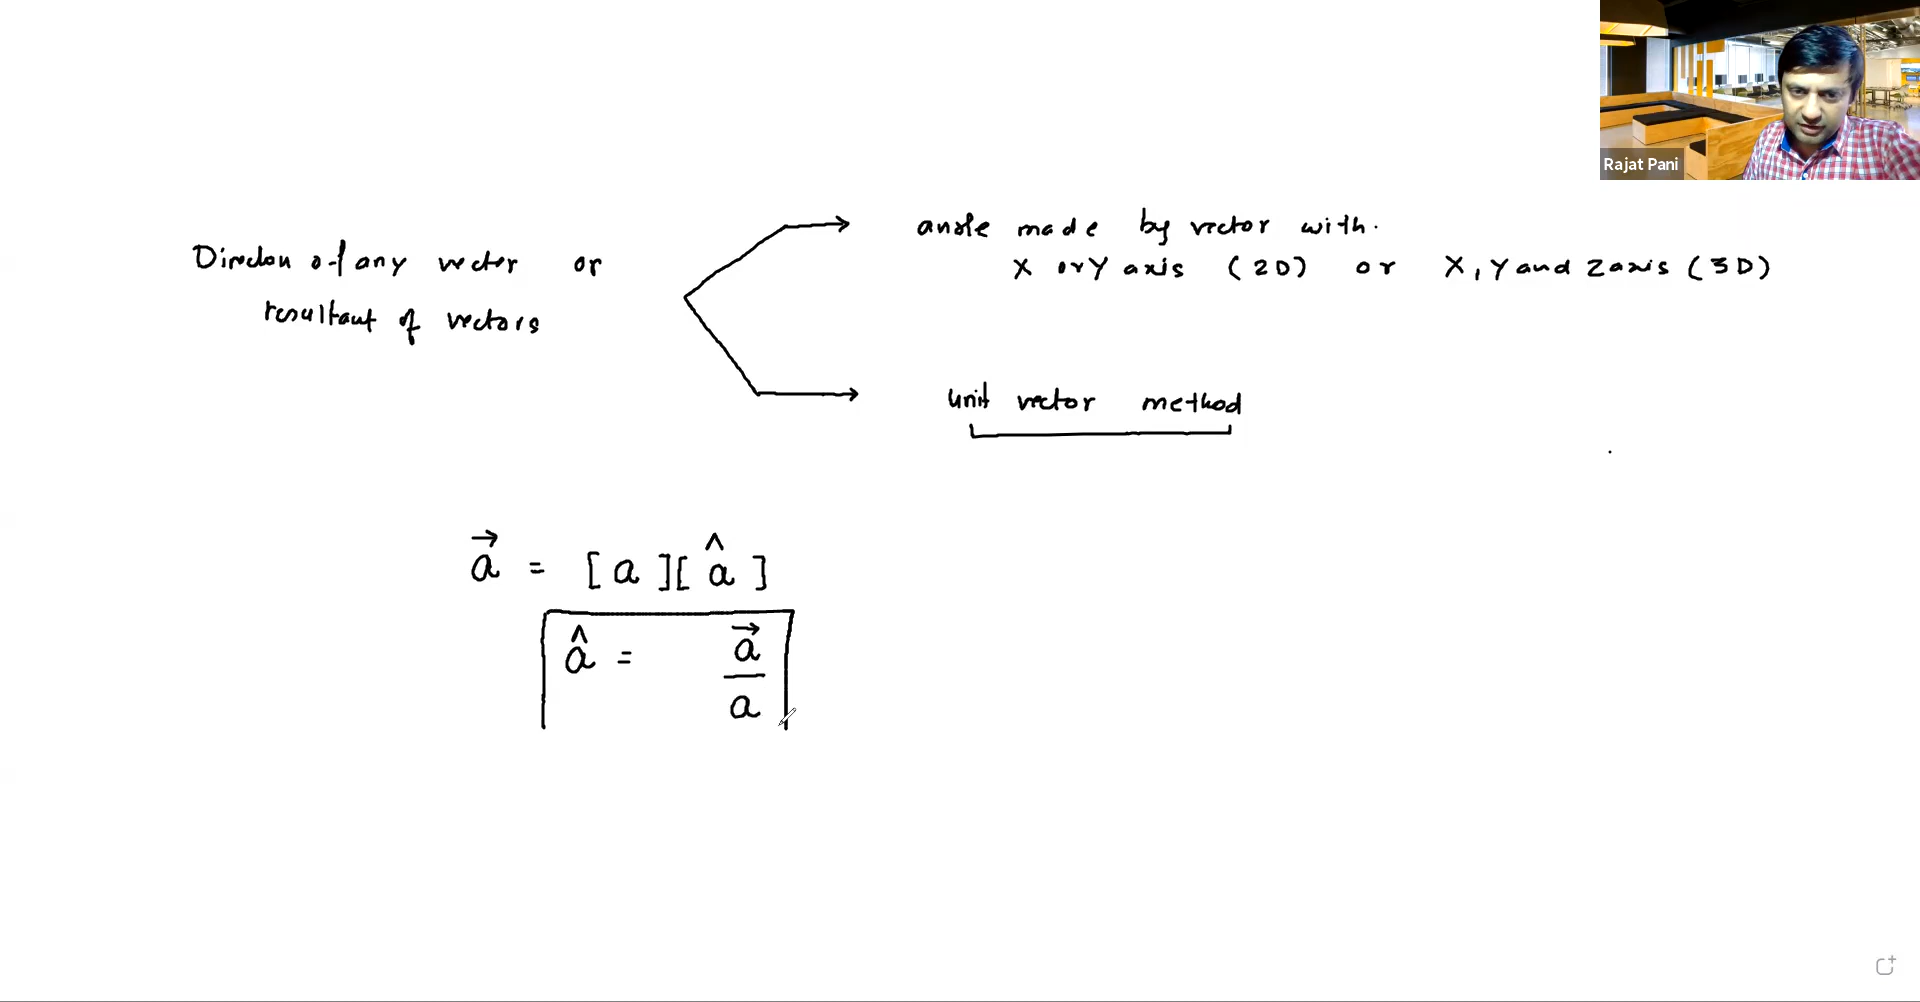 Rajat Pani
angle made by vector with.
Direction of any vector or
X or Y axis (2D) or X, Y and Z axis (3D)
resultant of vectors
unit vector method
→a = [a][â]
â = →a / a